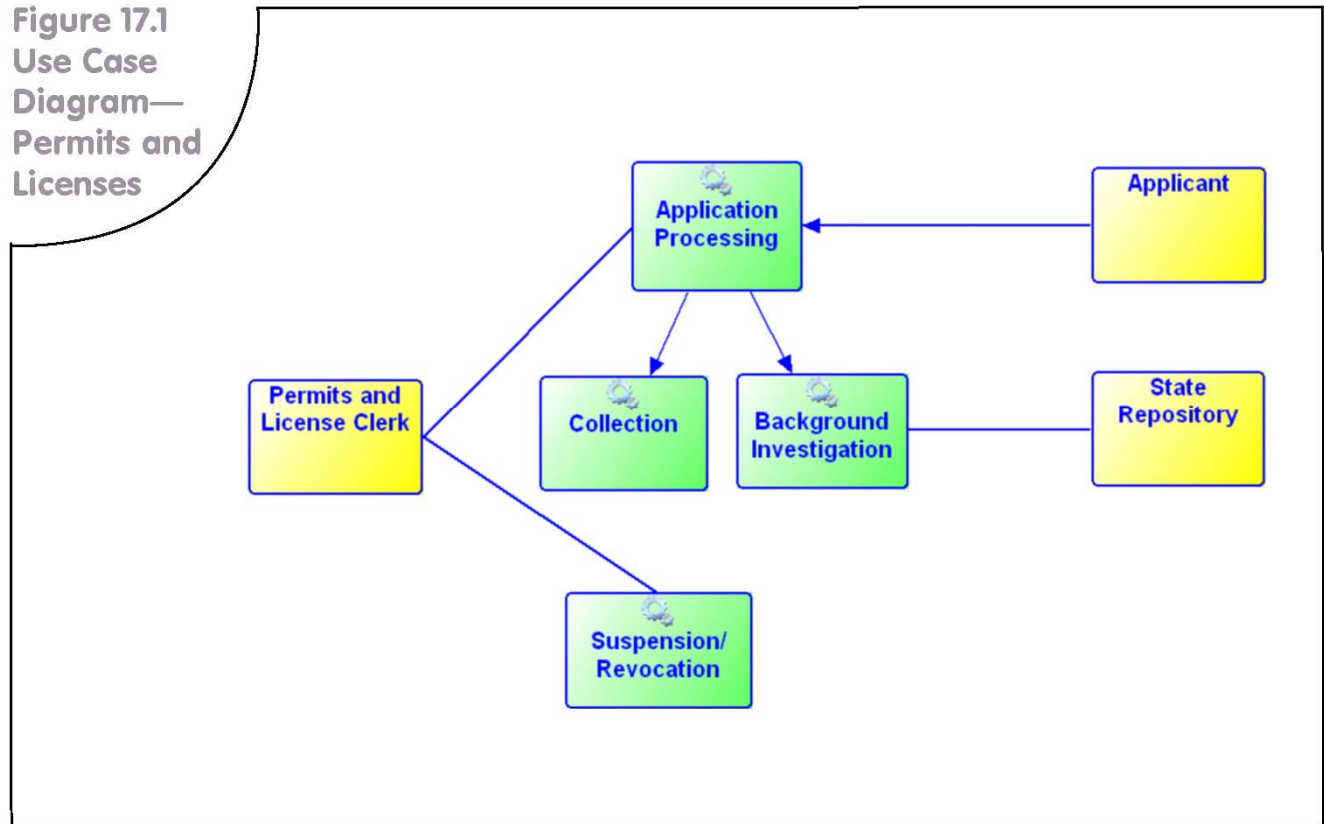 Figure 17.1
Use Case
Diagram—
Permits and
Licenses
Application
Processing
Applicant
Permits and
License Clerk
Collection
Background
Investigation
State
Repository
Suspension/
Revocation